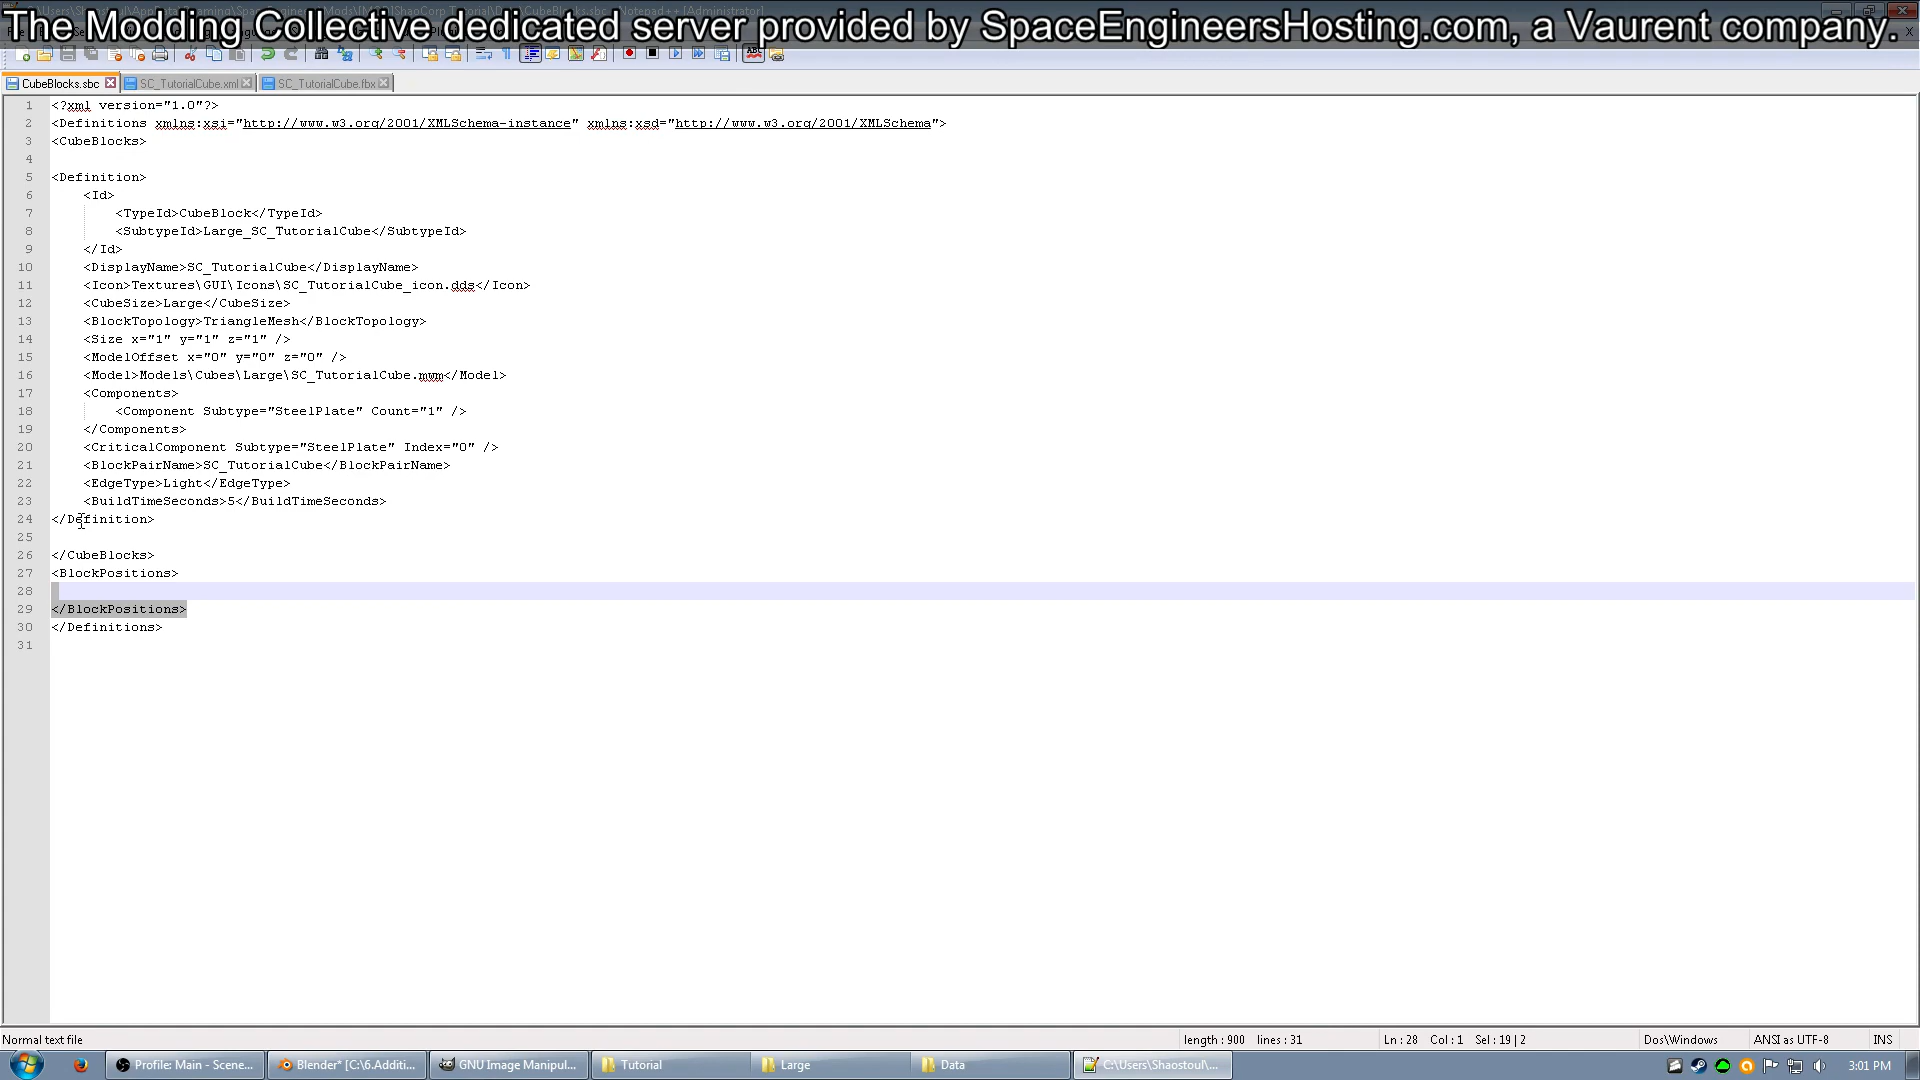 The Modding Collective dedicated server provided by SpaceEngineersHosting.com, a Vaurent company.
CubeBlocks.sbc SC_TutorialCube.xml SC_TutorialCube.fbx
1 <?xml version="1.0"?>
2 <Definitions xmlns:xsi="http://www.w3.org/2001/XMLSchema-instance" xmlns:xsd="http://www.w3.org/2001/XMLSchema">
3 <CubeBlocks>
4
5 <Definition>
6 <Id>
7 <TypeId>CubeBlock</TypeId>
8 <SubtypeId>Large_SC_TutorialCube</SubtypeId>
9 </Id>
10 <DisplayName>SC_TutorialCube</DisplayName>
11 <Icon>Textures\GUI\Icons\SC_TutorialCube_icon.dds</Icon>
12 <CubeSize>Large</CubeSize>
13 <BlockTopology>TriangleMesh</BlockTopology>
14 <Size x="1" y="1" z="1" />
15 <ModelOffset x="0" y="0" z="0" />
16 <Model>Models\Cubes\Large\SC_TutorialCube.mwm</Model>
17 <Components>
18 <Component Subtype="SteelPlate" Count="1" />
19 </Components>
20 <CriticalComponent Subtype="SteelPlate" Index="0" />
21 <BlockPairName>SC_TutorialCube</BlockPairName>
22 <EdgeType>Light</EdgeType>
23 <BuildTimeSeconds>5</BuildTimeSeconds>
24 </Definition>
25
26 </CubeBlocks>
27 <BlockPositions>
28
29 </BlockPositions>
30 </Definitions>
31
Normal text file length : 900 lines : 31 Ln : 28 Col : 1 Sel : 19 | 2 Dos\Windows ANSI as UTF-8 INS
Profile: Main - Scene... Blender* [C:\6.Additi... GNU Image Manipul... Tutorial Large Data C:\Users\Shaostoul\... 3:01 PM